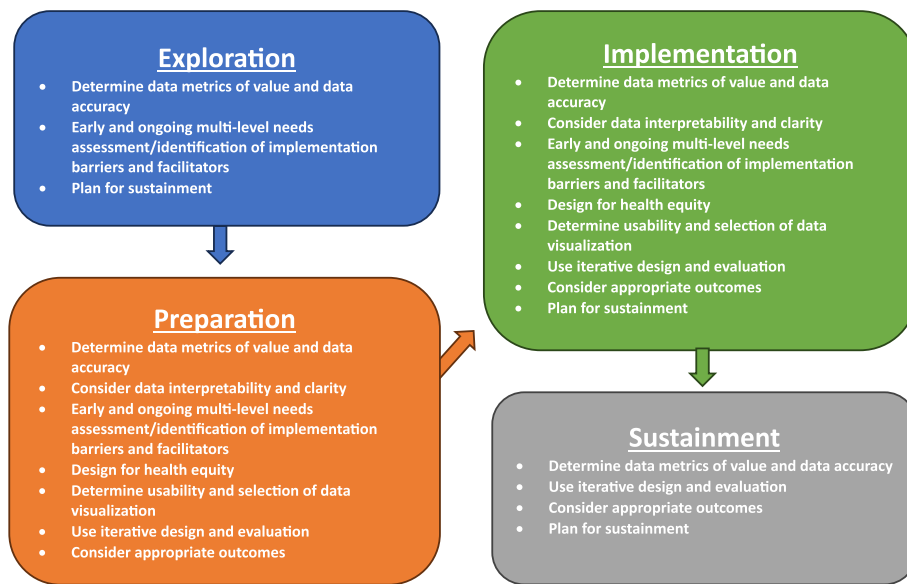 Exploration
• Determine data metrics of value and data
accuracy
• Early and ongoing multi-level needs
assessment/identification of implementation
barriers and facilitators
• Plan for sustainment
Preparation
• Determine data metrics of value and data
accuracy
• Consider data interpretability and clarity
• Early and ongoing multi-level needs
assessment/identification of implementation
barriers and facilitators
• Design for health equity
• Determine usability and selection of data
visualization
• Use iterative design and evaluation
• Consider appropriate outcomes
Implementation
• Determine data metrics of value and data
accuracy
• Consider data interpretability and clarity
• Early and ongoing multi-level needs
assessment/identification of implementation
barriers and facilitators
• Design for health equity
• Determine usability and selection of data
visualization
• Use iterative design and evaluation
• Consider appropriate outcomes
• Plan for sustainment
Sustainment
• Determine data metrics of value and data accuracy
• Use iterative design and evaluation
• Consider appropriate outcomes
• Plan for sustainment